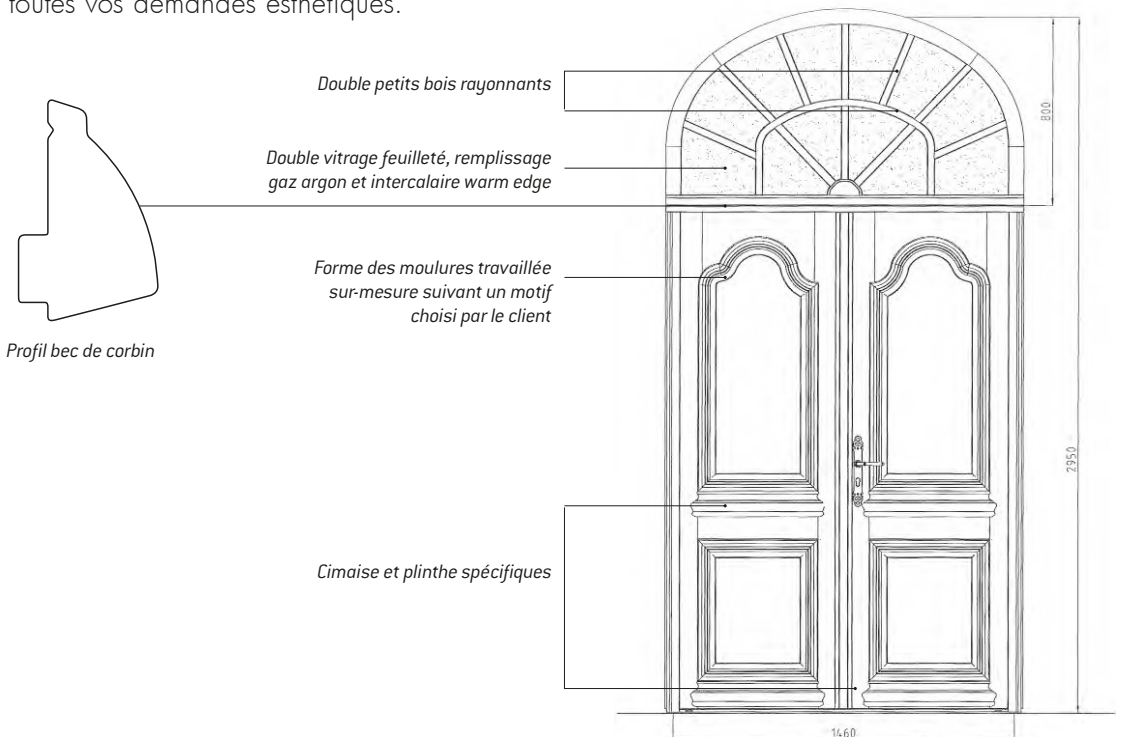 toutes vos demandes esthétiques.
Double petits bois rayonnants
Double vitrage feuilleté, remplissage
gaz argon et intercalaire warm edge
Forme des moulures travaillée
sur-mesure suivant un motif
choisi par le client
Profil bec de corbin
Cimaise et plinthe spécifiques
800
2950
1460